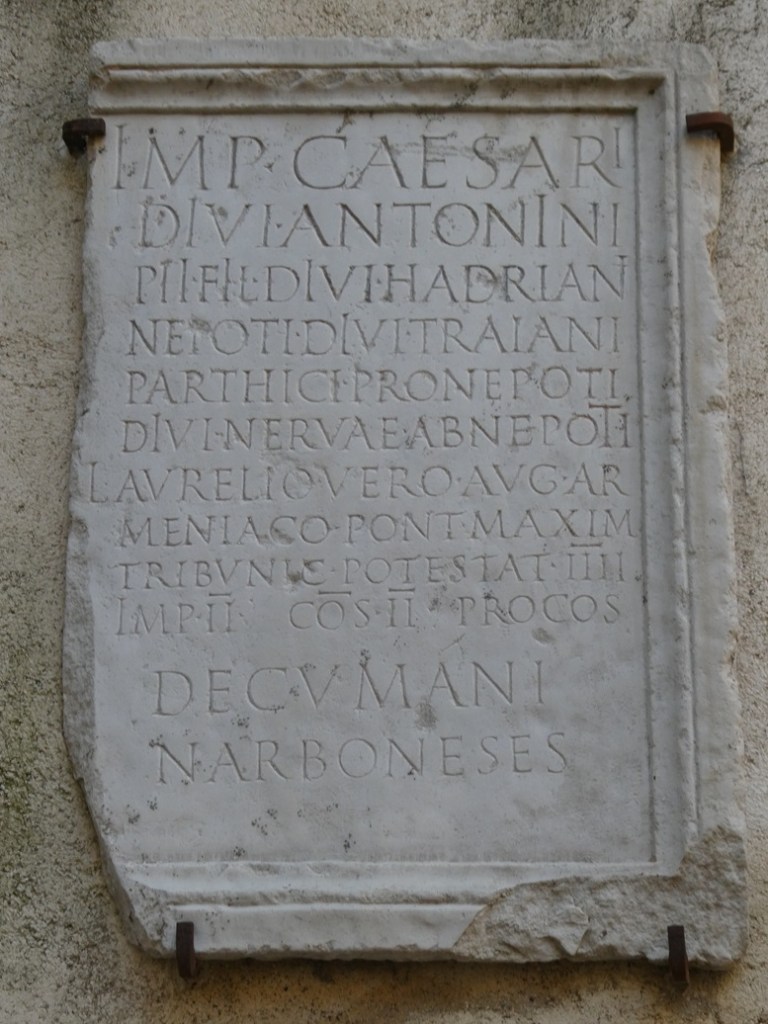 IMP·CAESARI
DIVI·ANTONINI
PII·FIL·DIVI·HADRIANI
NEPOTI·DIVI·TRAIANI
PARTHICI·PRONEPOTI
DIVI·NERVAE·ABNEPOTI
L·AVRELIO·VERO·AVG·AR
MENIACO·PONT·MAXIM
TRIBVNIC·POTESTAT·IIII
IMP·II COS·II PROCOS
DECVMANI
NARBONESES